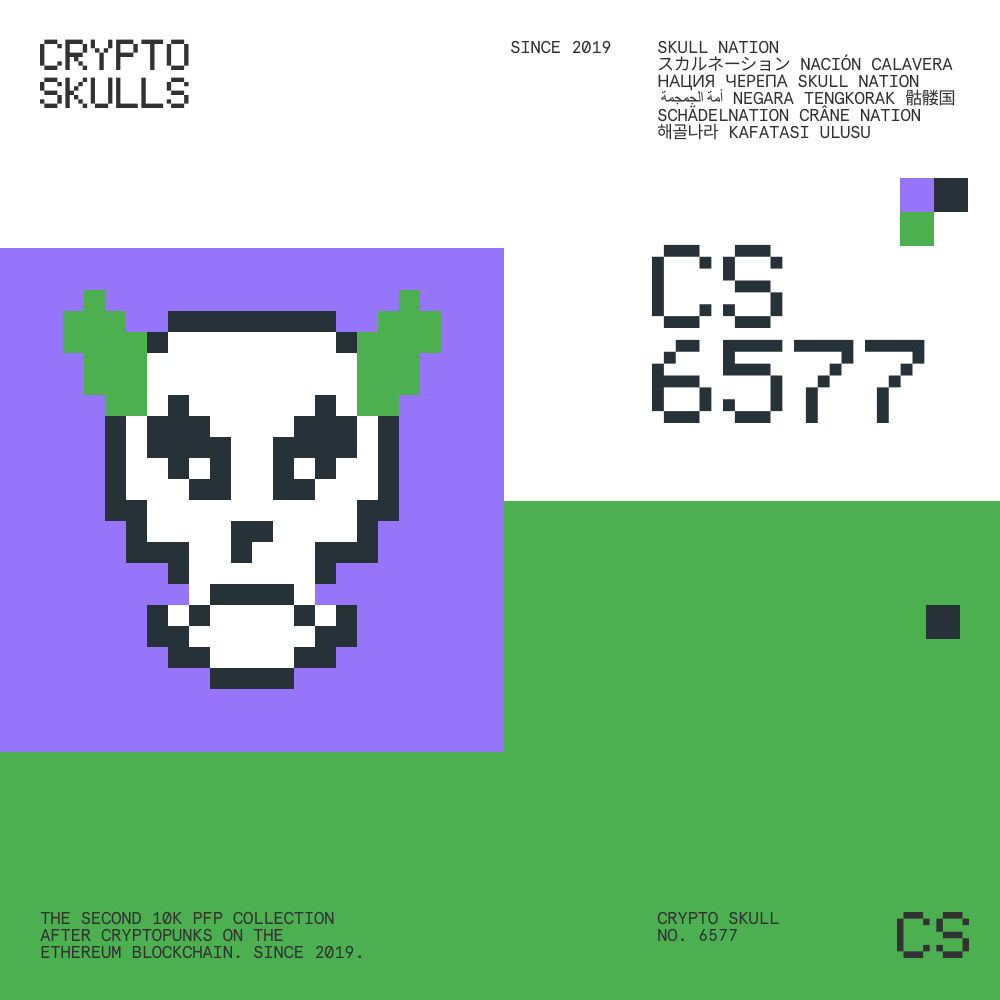 CRYPTO
SKULLS
SINCE 2019
SKULL NATION
スカルネーション NACIÓN CALAVERA
НАЦИЯ ЧЕРЕПА SKULL NATION
أمة الجمجمة NEGARA TENGKORAK 骷髅国
SCHÄDELNATION CRÂNE NATION
해골나라 KAFATASI ULUSU
CS
6577
THE SECOND 10K PFP COLLECTION
AFTER CRYPTOPUNKS ON THE
ETHEREUM BLOCKCHAIN. SINCE 2019.
CRYPTO SKULL
NO. 6577
CS